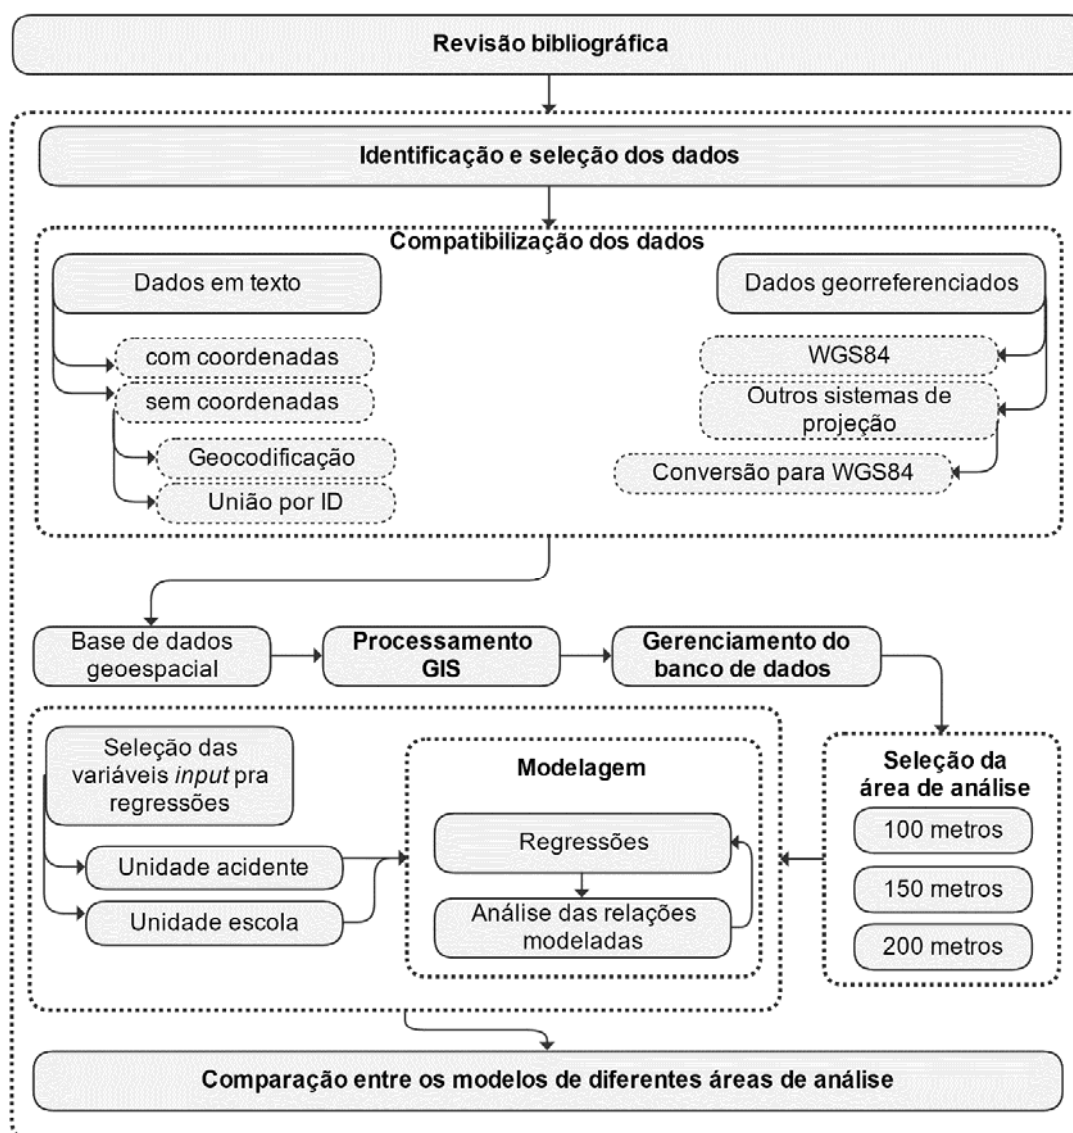 Revisão bibliográfica
Identificação e seleção dos dados
Compatibilização dos dados
Dados em texto
com coordenadas
sem coordenadas
Geocodificação
União por ID
Dados georreferenciados
WGS84
Outros sistemas de
projeção
Conversão para WGS84
Base de dados
geoespacial
Processamento
GIS
Gerenciamento do
banco de dados
Seleção da
área de análise
100 metros
150 metros
200 metros
Seleção das
variáveis input pra
regressões
Unidade acidente
Unidade escola
Modelagem
Regressões
Análise das relações
modeladas
Comparação entre os modelos de diferentes áreas de análise